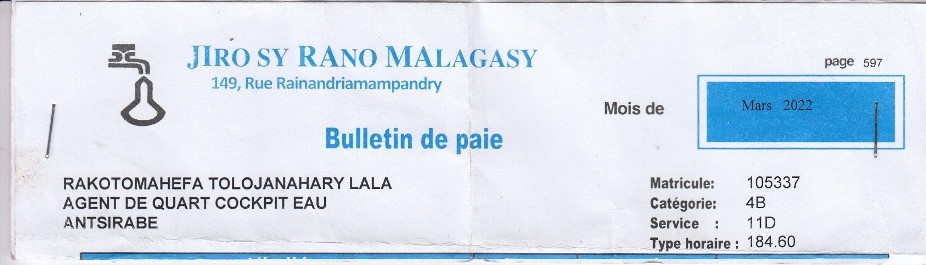 JIRO SY RANO MALAGASY
149, Rue Rainandriamampandry
page 597
Mois de Mars 2022
Bulletin de paie
RAKOTOMAHEFA TOLOJANAHARY LALA
AGENT DE QUART COCKPIT EAU
ANTSIRABE
Matricule: 105337
Catégorie: 4B
Service : 11D
Type horaire : 184.60